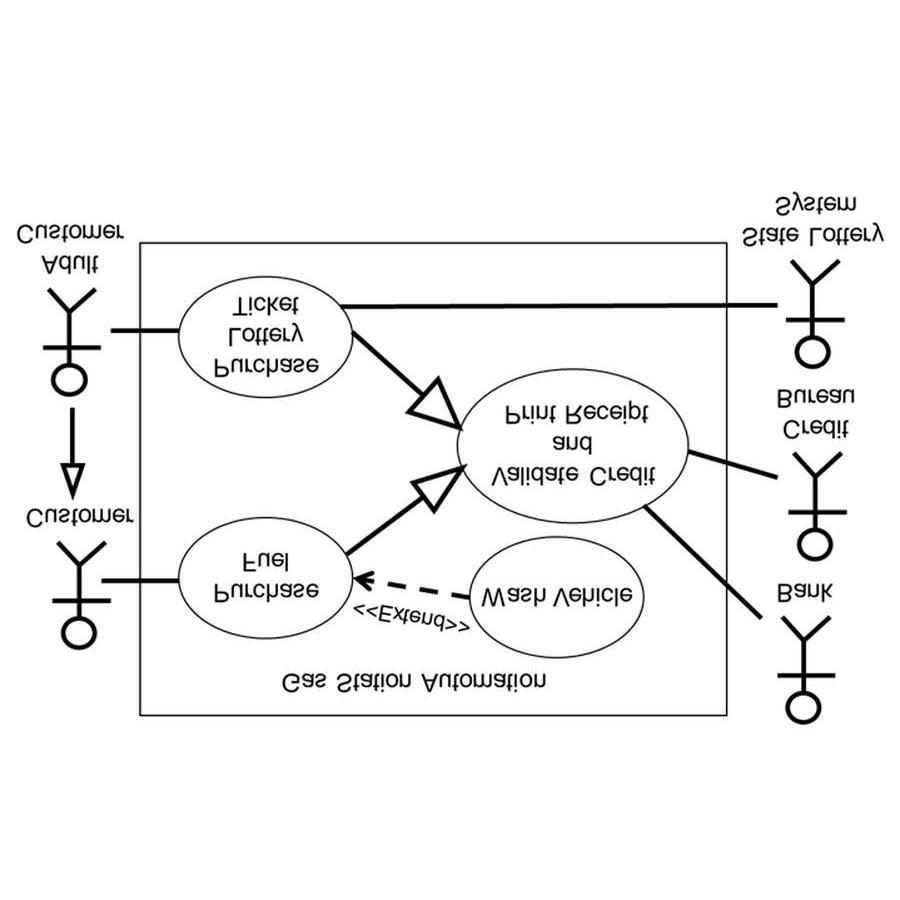 Gas Station Automation
Customer
Purchase
Fuel
<<Extend>>
Wash Vehicle
Bank
Adult
Customer
Purchase
Lottery
Ticket
Validate Credit
and
Print Receipt
Credit
Bureau
State Lottery
System